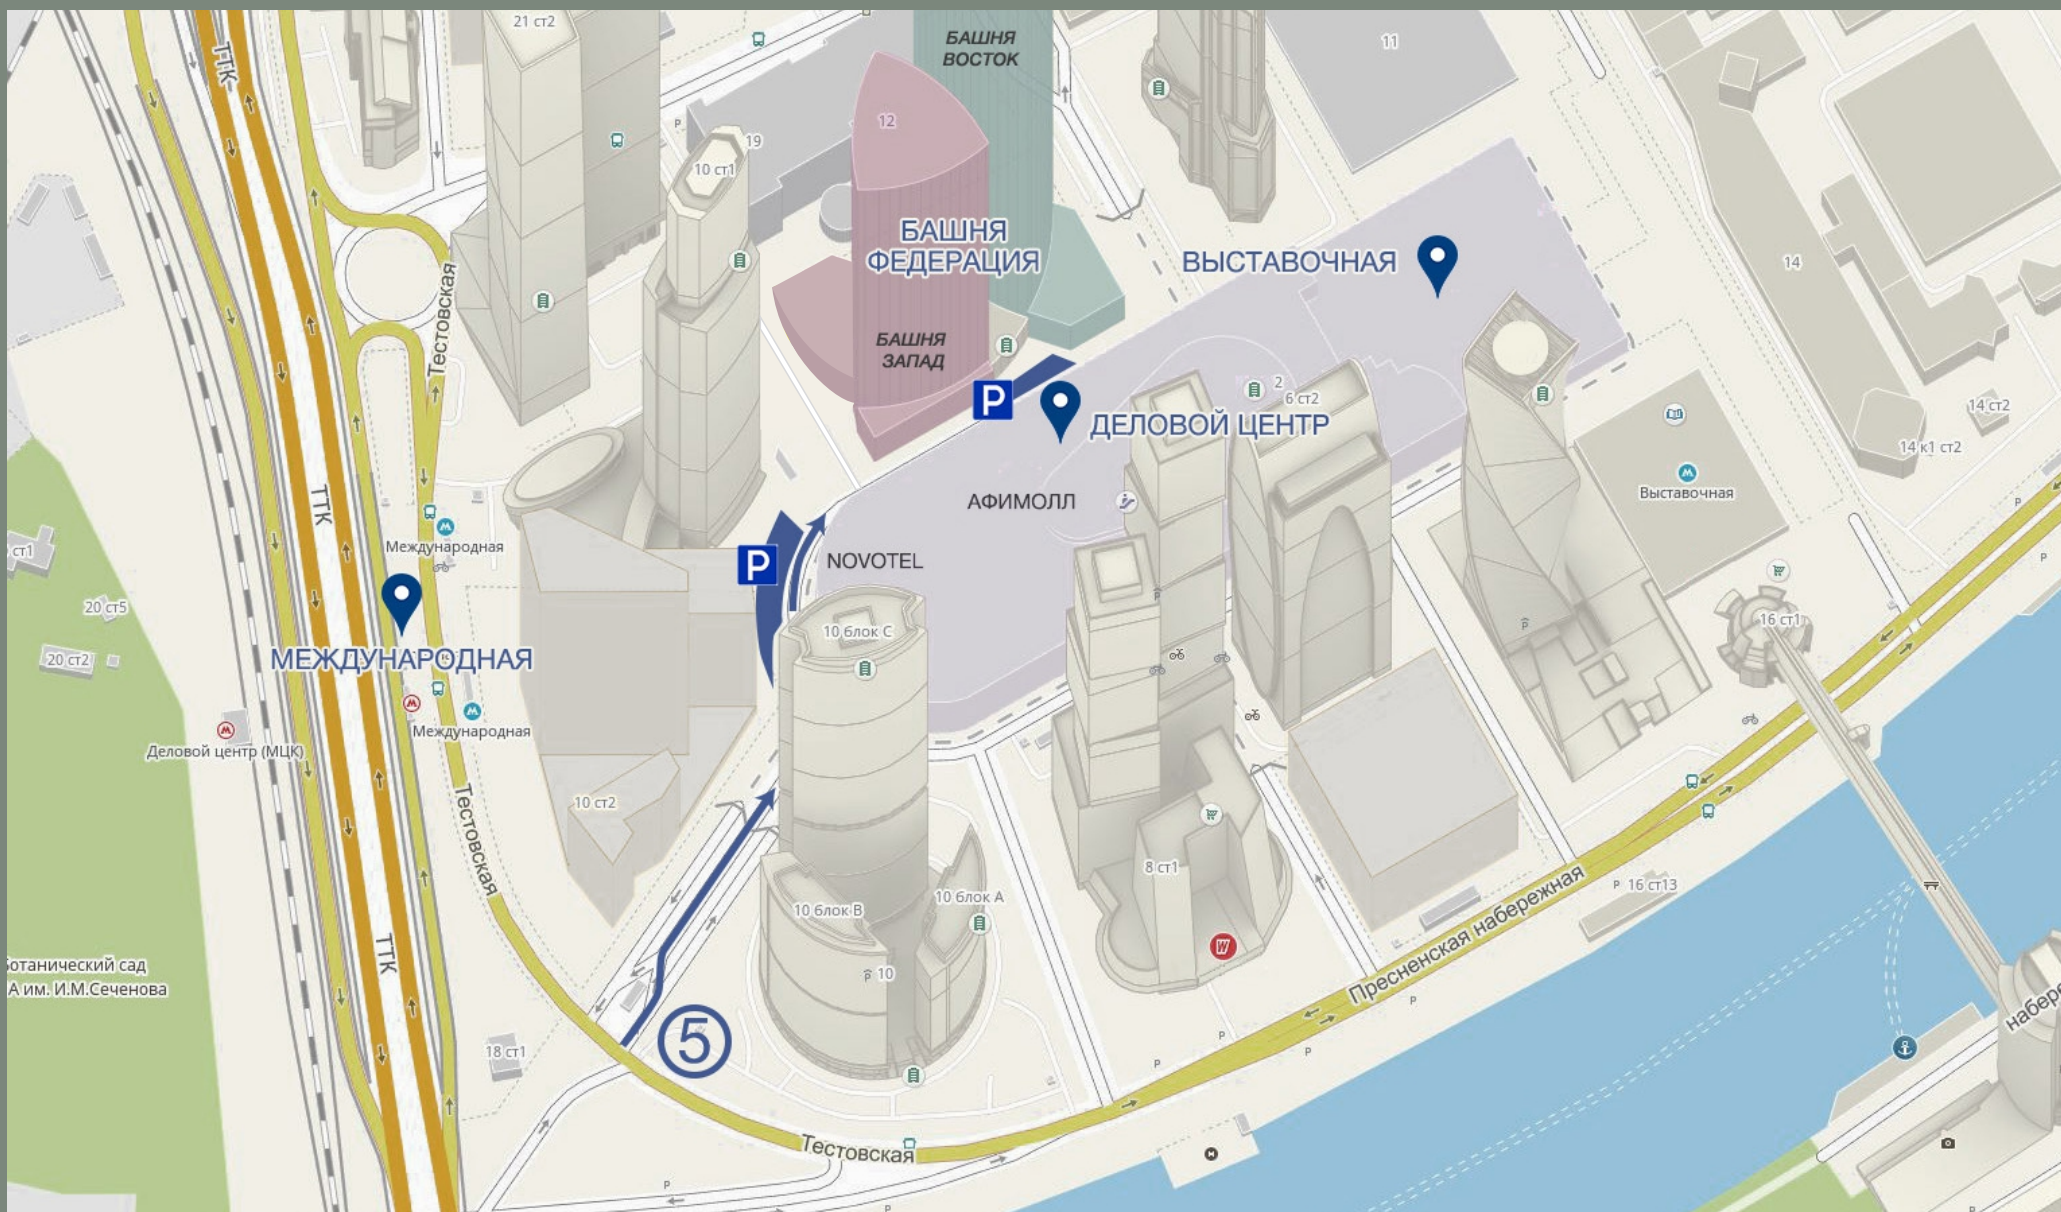 21 ст2
БАШНЯ
ВОСТОК
11
ТТК
12
19
10 ст1
P
БАШНЯ
ФЕДЕРАЦИЯ
ВЫСТАВОЧНАЯ
14
Тестовская
БАШНЯ
ЗАПАД
P
ДЕЛОВОЙ ЦЕНТР
2
6 ст2
14 ст2
14 к1 ст2
АФИМОЛЛ
М
Выставочная
ТТК
М
Международная
ст1
P
NOVOTEL
20 ст5
16 ст1
10 блок С
20 ст2
МЕЖДУНАРОДНАЯ
М
М
Международная
М
Деловой центр (МЦК)
10 ст2
Тестовская
8 ст1
16 ст13
10 блок В
10 блок А
W
Пресненская набережная
ТТК
Ботанический сад
А им. И.М.Сеченова
10
18 ст1
5
набере
Тестовская
P